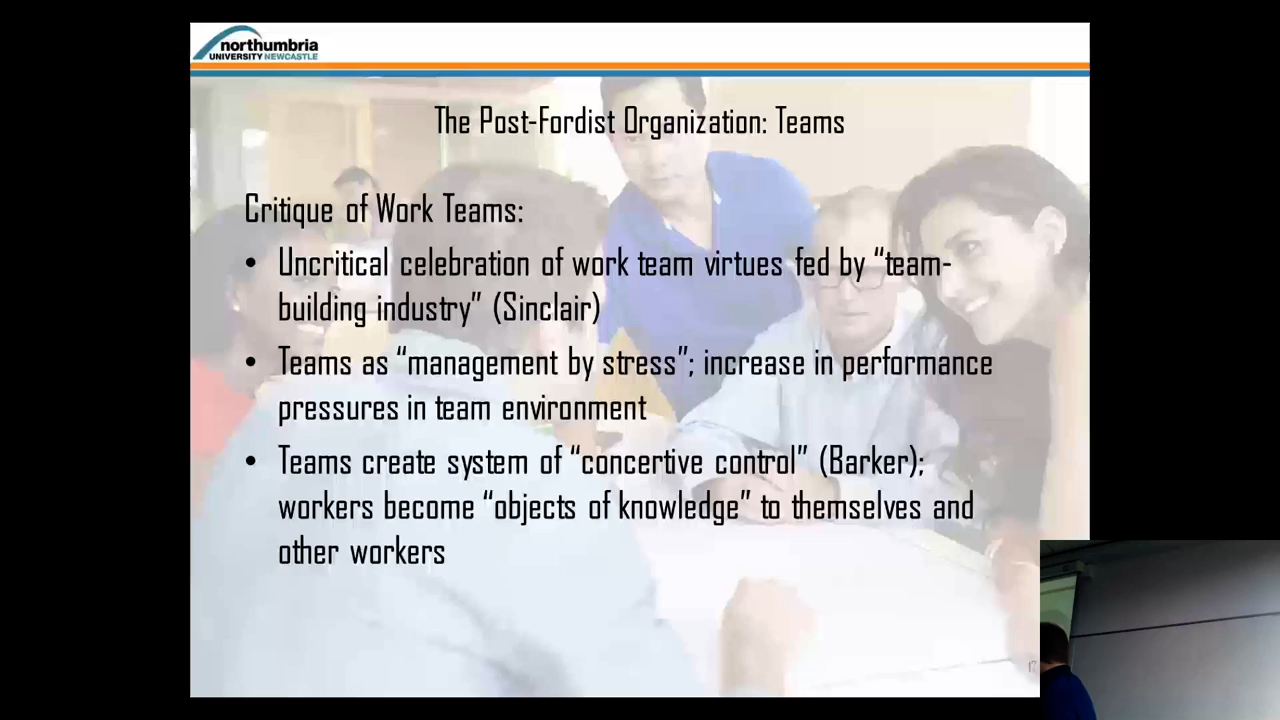 northumbria
UNIVERSITY NEWCASTLE
The Post-Fordist Organization: Teams
Critique of Work Teams:
• Uncritical celebration of work team virtues fed by “team-
building industry” (Sinclair)
• Teams as “management by stress”; increase in performance
pressures in team environment
• Teams create system of “concertive control” (Barker);
workers become “objects of knowledge” to themselves and
other workers